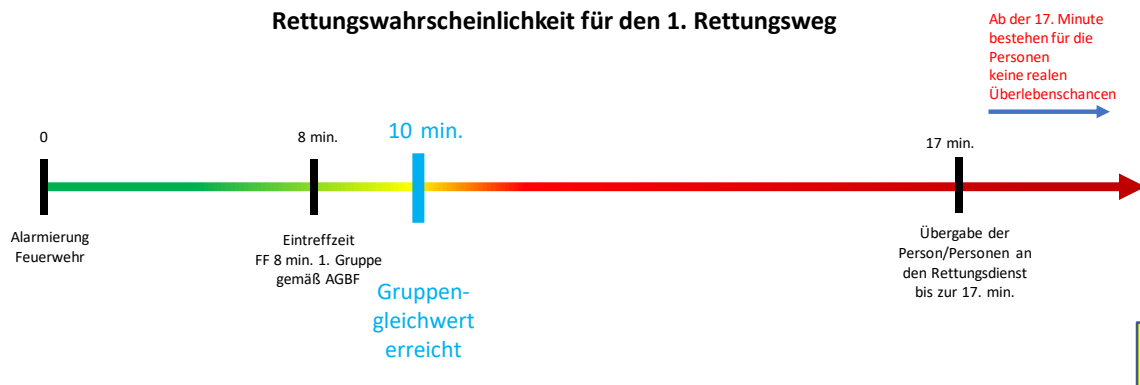 Rettungswahrscheinlichkeit für den 1. Rettungsweg
Ab der 17. Minute
bestehen für die
Personen
keine realen
Überlebenschancen
0
8 min.
10 min.
17 min.
Alarmierung
Feuerwehr
Eintreffzeit
FF 8 min. 1. Gruppe
gemäß AGBF
Gruppen-
gleichwert
erreicht
Übergabe der
Person/Personen an
den Rettungsdienst
bis zur 17. min.